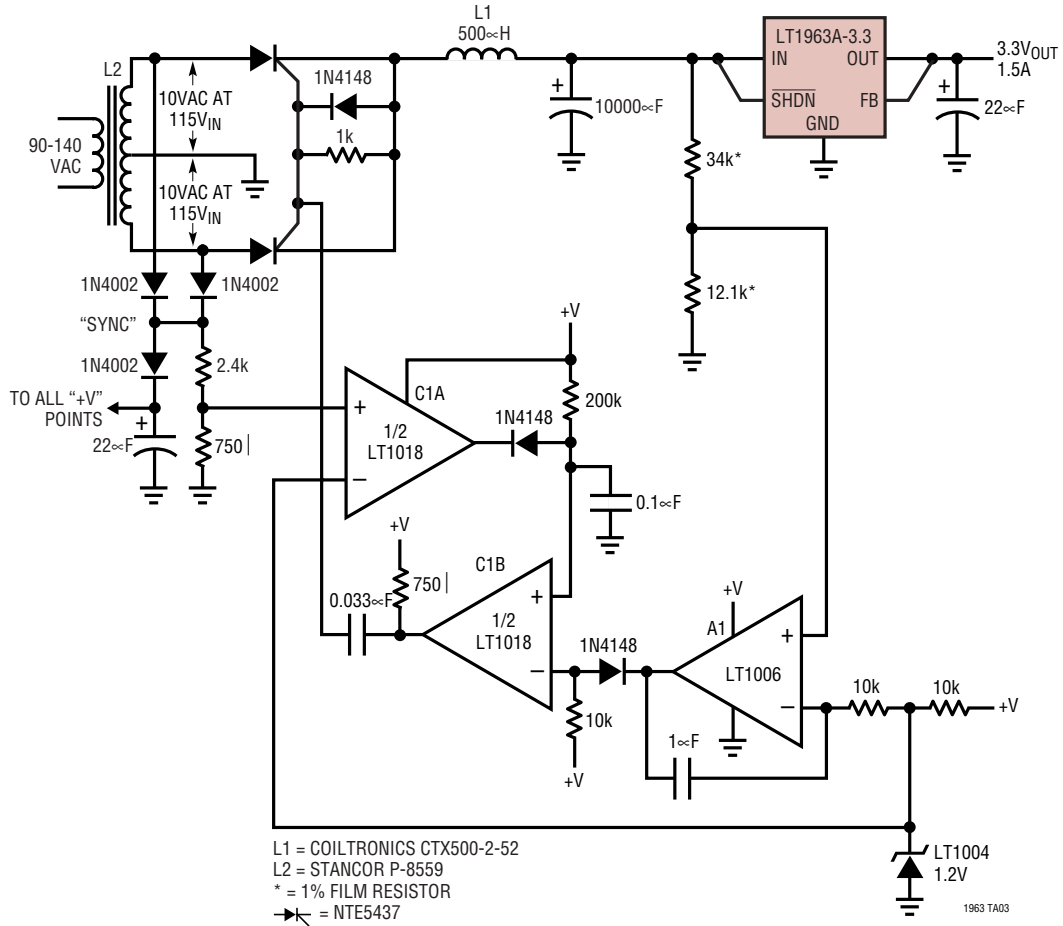 L1
500∝H
LT1963A-3.3
IN
OUT
SHDN
FB
GND
3.3VOUT
1.5A
L2
10VAC AT
115VIN
1N4148
1k
+
10000∝F
+
22∝F
90-140
VAC
10VAC AT
115VIN
34k*
12.1k*
1N4002
1N4002
"SYNC"
1N4002
2.4k
TO ALL "+V"
POINTS
+
22∝F
750|
+V
C1A
+
1/2
LT1018
−
1N4148
200k
0.1∝F
+V
750|
0.033∝F
C1B
+
1/2
LT1018
−
1N4148
10k
+V
+V
A1
+
LT1006
−
10k
10k
+V
1∝F
LT1004
1.2V
L1 = COILTRONICS CTX500-2-52
L2 = STANCOR P-8559
* = 1% FILM RESISTOR
= NTE5437
1963 TA03